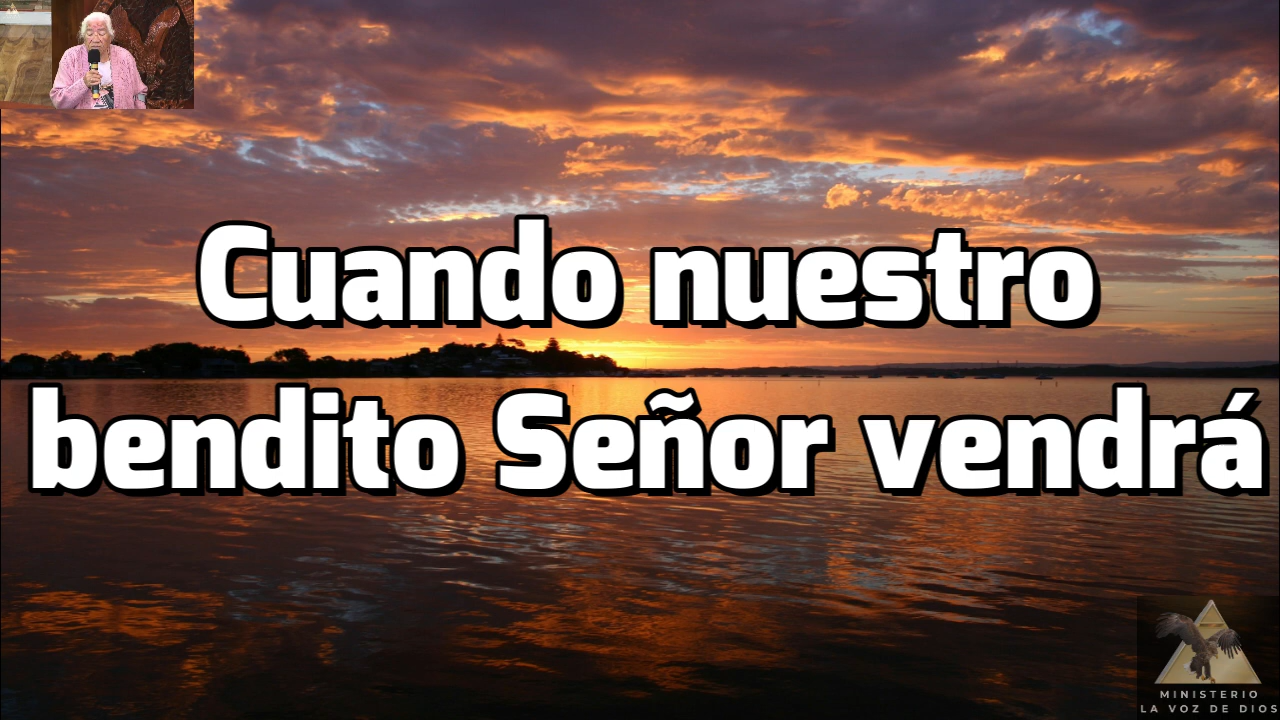 Cuando nuestro
bendito Señor vendrá
MINISTERIO
LA VOZ DE DIOS